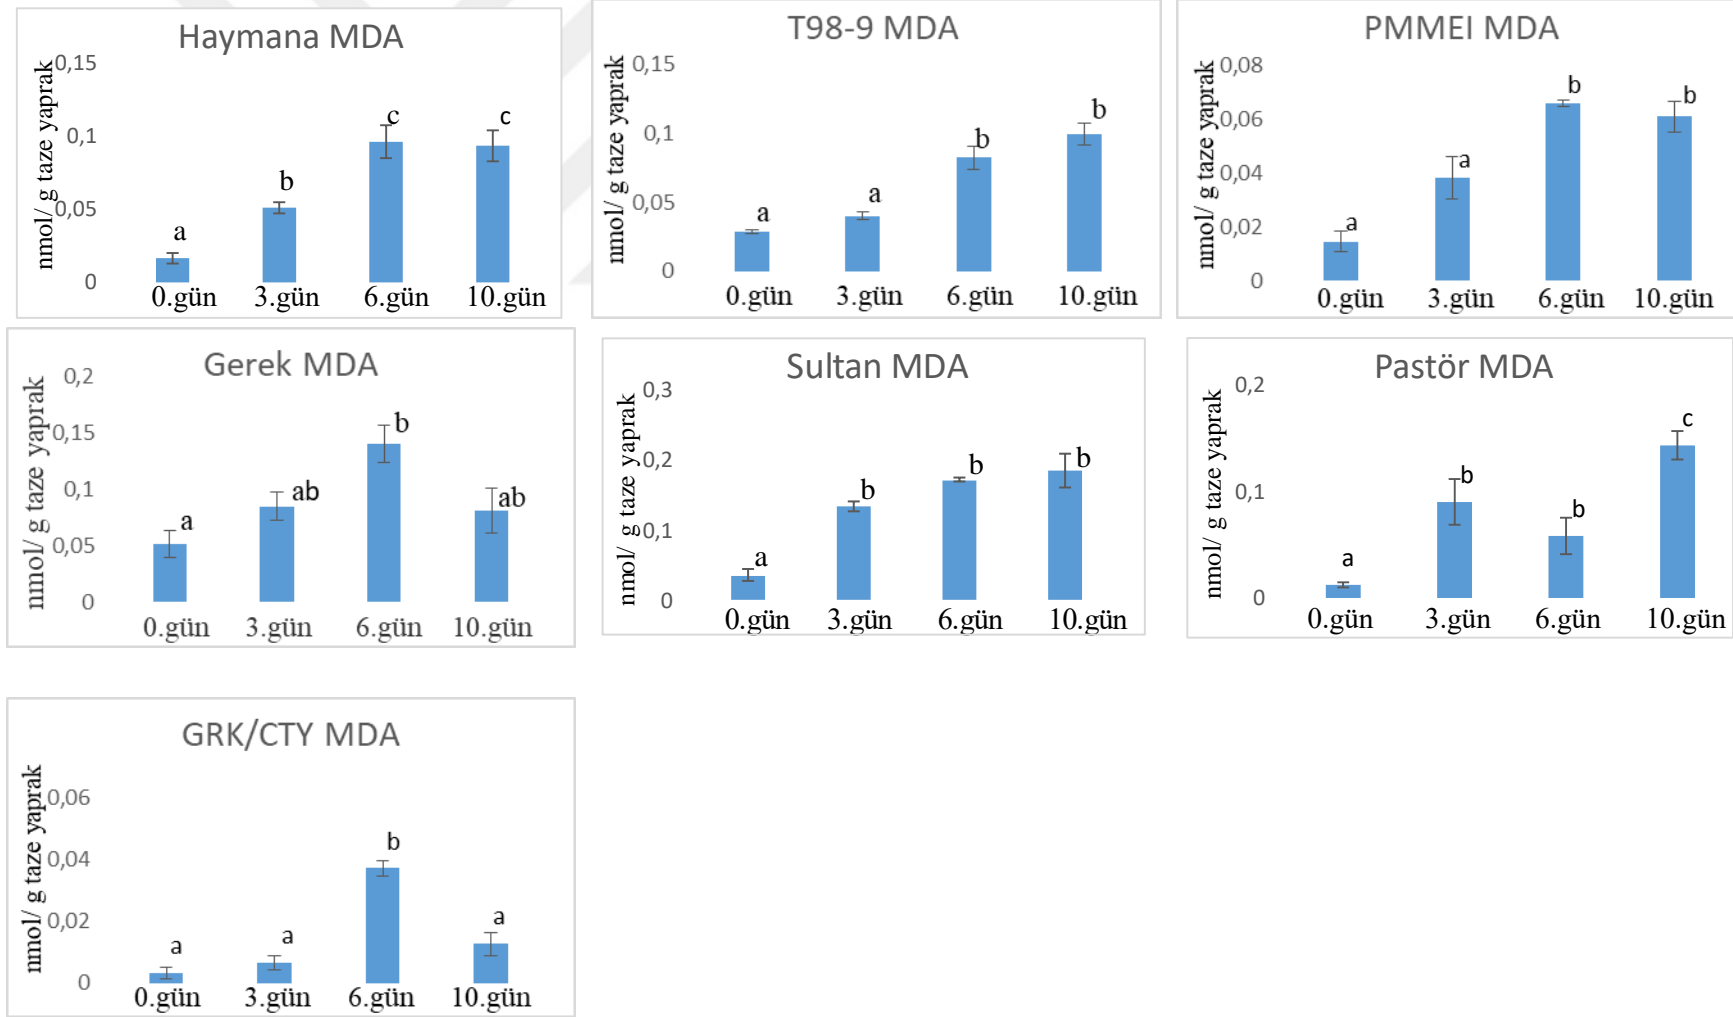 Haymana MDA
nmol/ g taze yaprak
0,15
0,1
0,05
0
a
b
c
c
0.gün 3.gün 6.gün 10.gün
T98-9 MDA
nmol/ g taze yaprak
0,15
0,1
0,05
0
a
a
b
b
0.gün 3.gün 6.gün 10.gün
PMMEI MDA
nmol/ g taze yaprak
0,08
0,06
0,04
0,02
0
a
a
b
b
0.gün 3.gün 6.gün 10.gün
Gerek MDA
nmol/ g taze yaprak
0,2
0,15
0,1
0,05
0
a
ab
b
ab
0.gün 3.gün 6.gün 10.gün
Sultan MDA
nmol/ g taze yaprak
0,3
0,2
0,1
0
a
b
b
b
0.gün 3.gün 6.gün 10.gün
Pastör MDA
nmol/ g taze yaprak
0,2
0,1
0
a
b
b
c
0.gün 3.gün 6.gün 10.gün
GRK/CTY MDA
nmol/ g taze yaprak
0,06
0,04
0,02
0
a
a
b
a
0.gün 3.gün 6.gün 10.gün